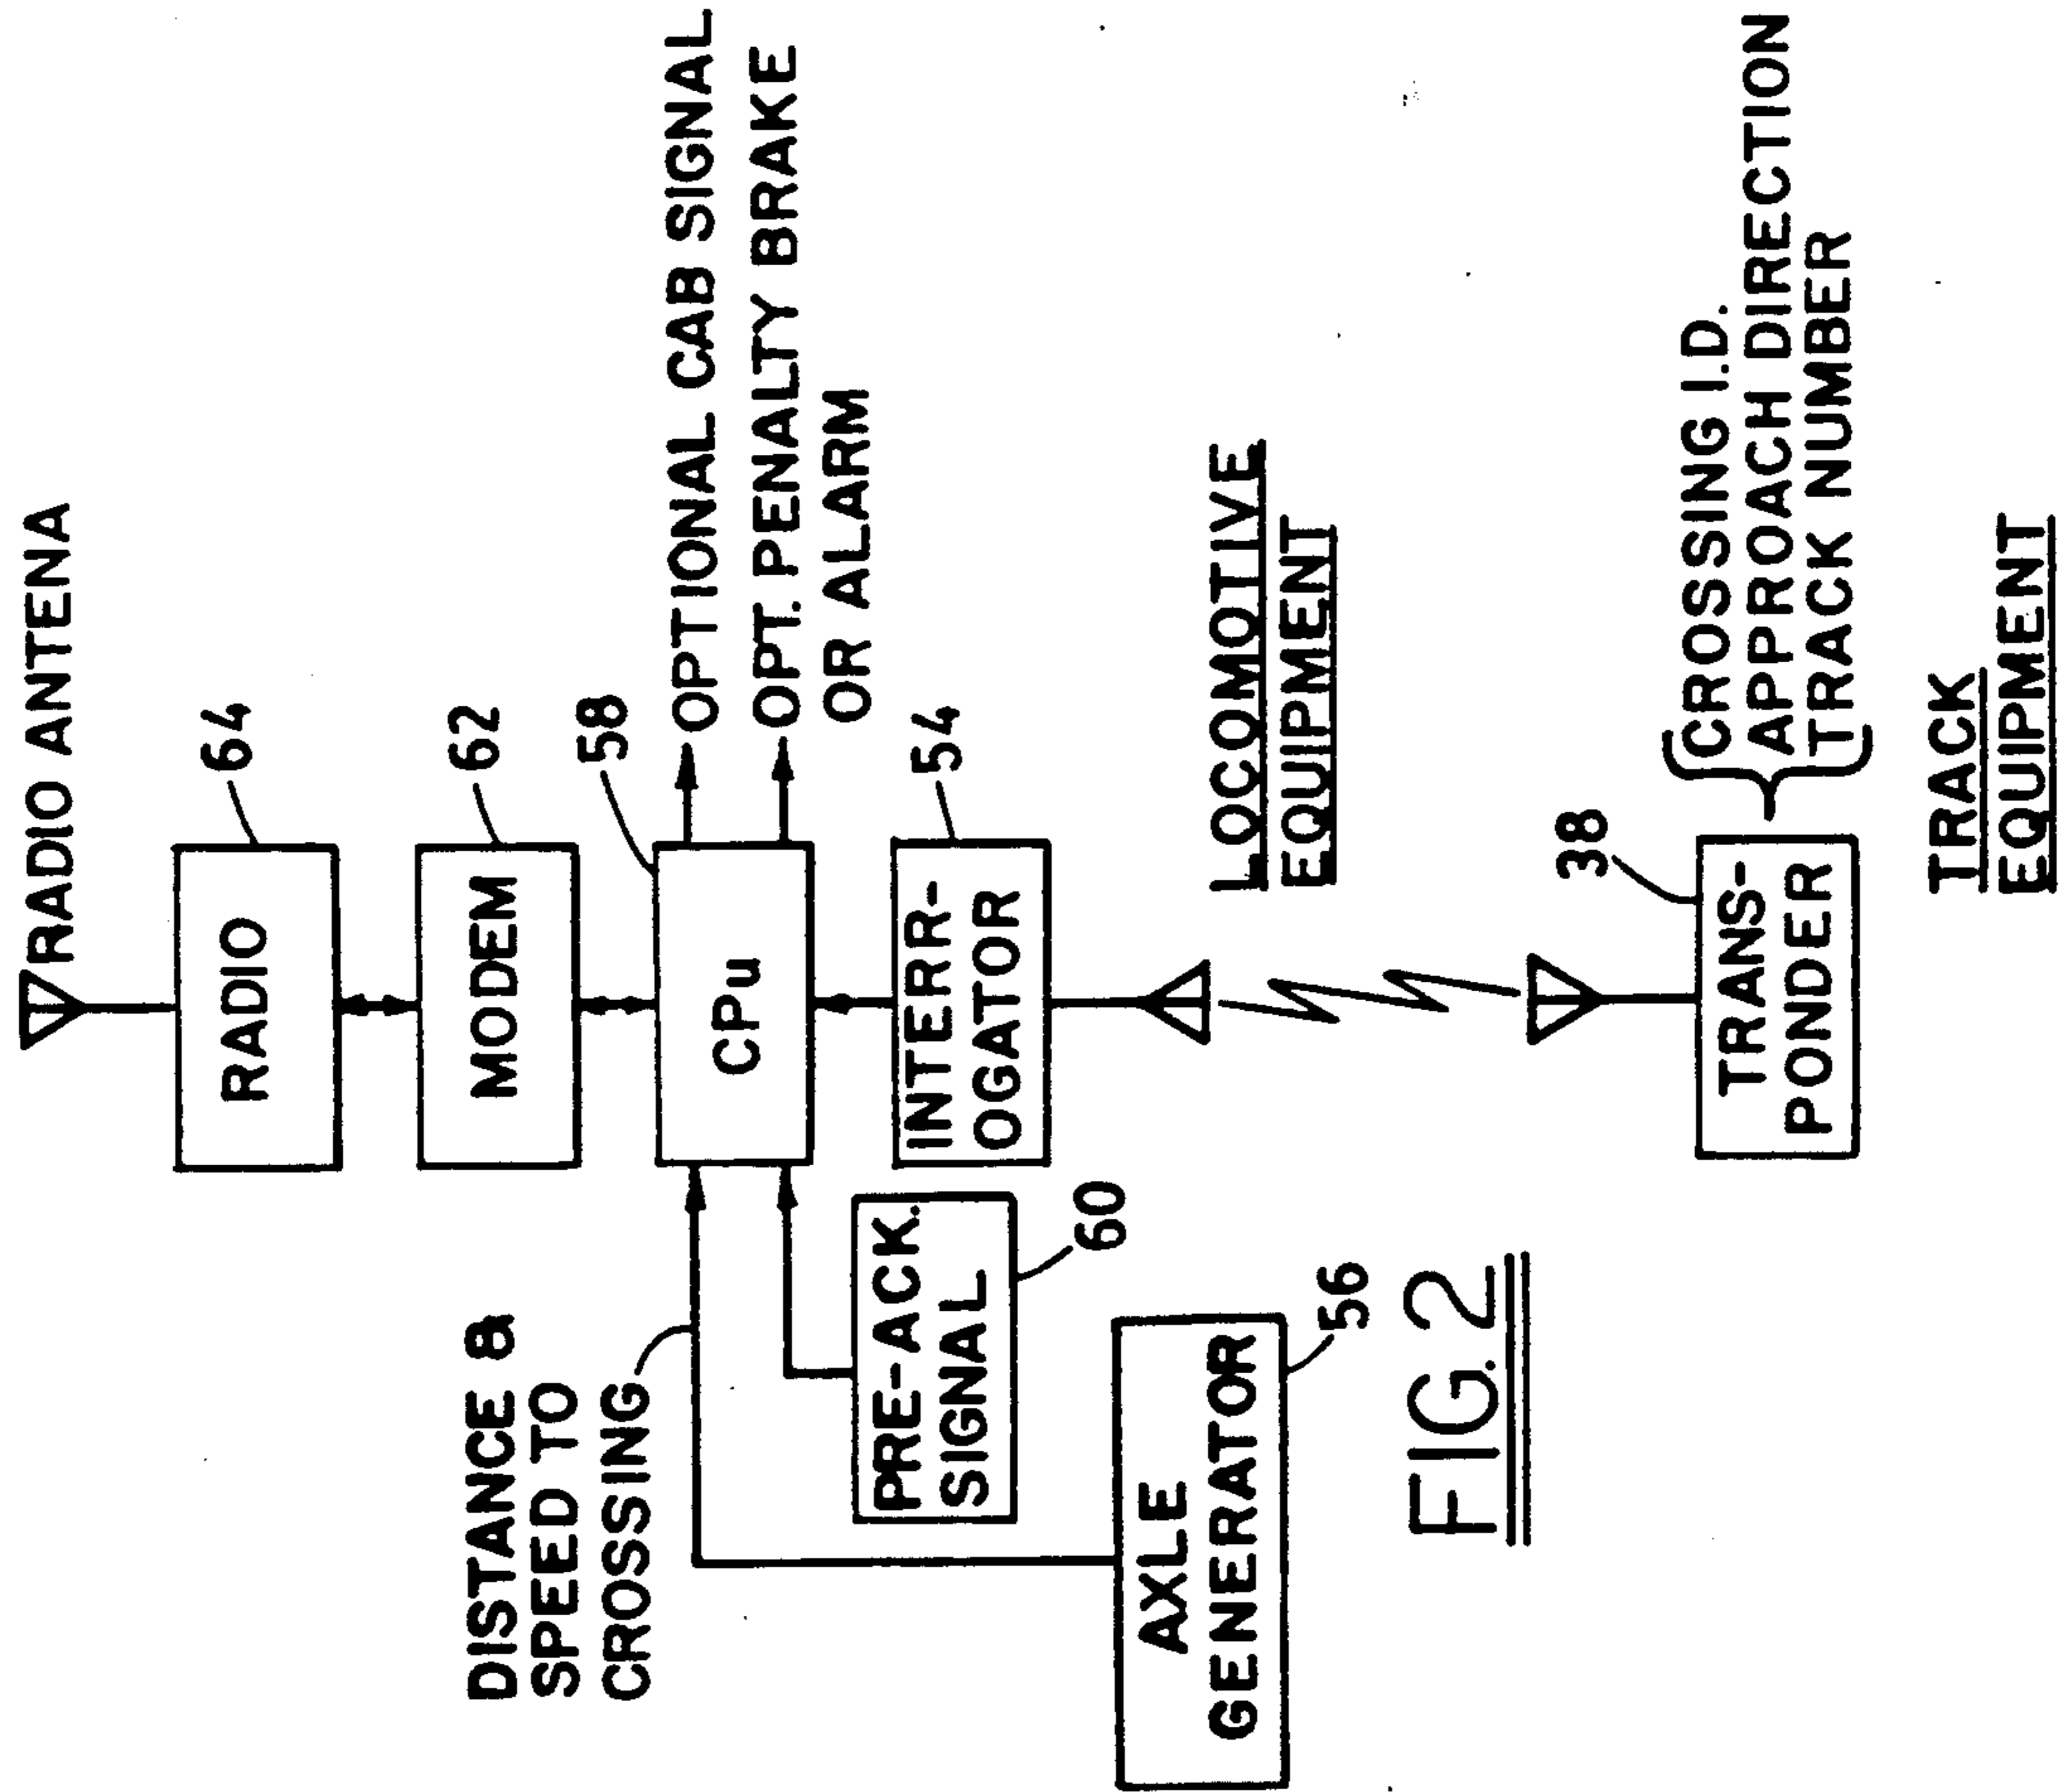 RADIO ANTENA
64
RADIO
62
MODEM
58
CPu
OPTIONAL CAB SIGNAL
OPT. PENALTY BRAKE
OR ALARM
DISTANCE &
SPEED TO
CROSSING
PRE-ACK.
SIGNAL
60
54
INTERR-
OGATOR
AXLE
GENERATOR
56
LOCOMOTIVE
EQUIPMENT
FIG. 2
38
TRANS-
PONDER
CROSSING I.D.
APPROACH DIRECTION
TRACK NUMBER
TRACK
EQUIPMENT